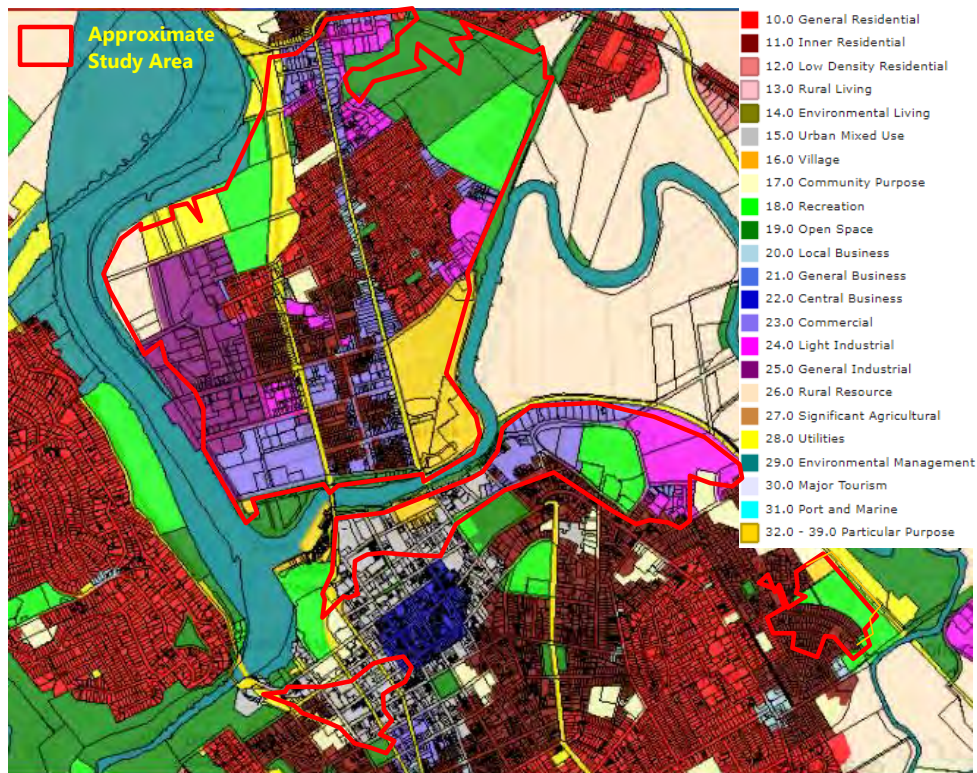 Approximate
Study Area
10.0 General Residential
11.0 Inner Residential
12.0 Low Density Residential
13.0 Rural Living
14.0 Environmental Living
15.0 Urban Mixed Use
16.0 Village
17.0 Community Purpose
18.0 Recreation
19.0 Open Space
20.0 Local Business
21.0 General Business
22.0 Central Business
23.0 Commercial
24.0 Light Industrial
25.0 General Industrial
26.0 Rural Resource
27.0 Significant Agricultural
28.0 Utilities
29.0 Environmental Management
30.0 Major Tourism
31.0 Port and Marine
32.0 - 39.0 Particular Purpose